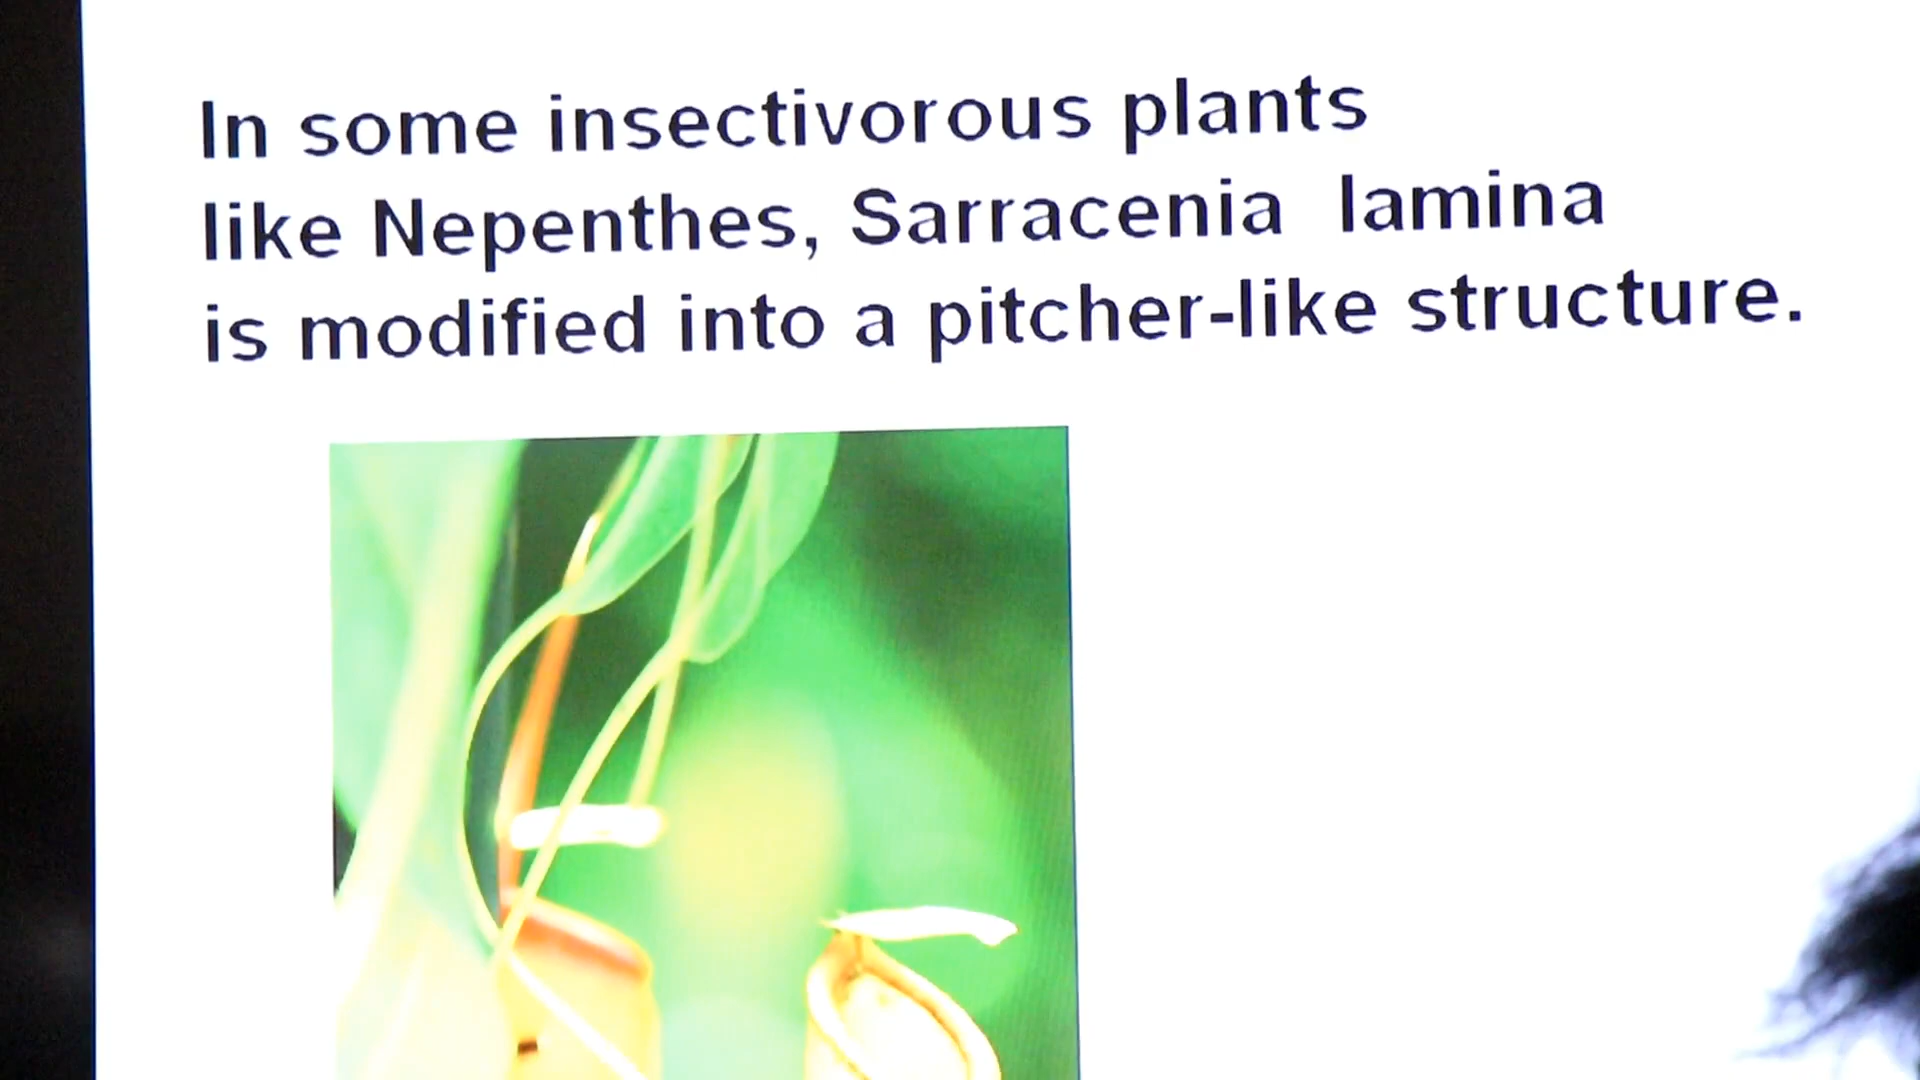 In some insectivorous plants
like Nepenthes, Sarracenia lamina
is modified into a pitcher-like structure.